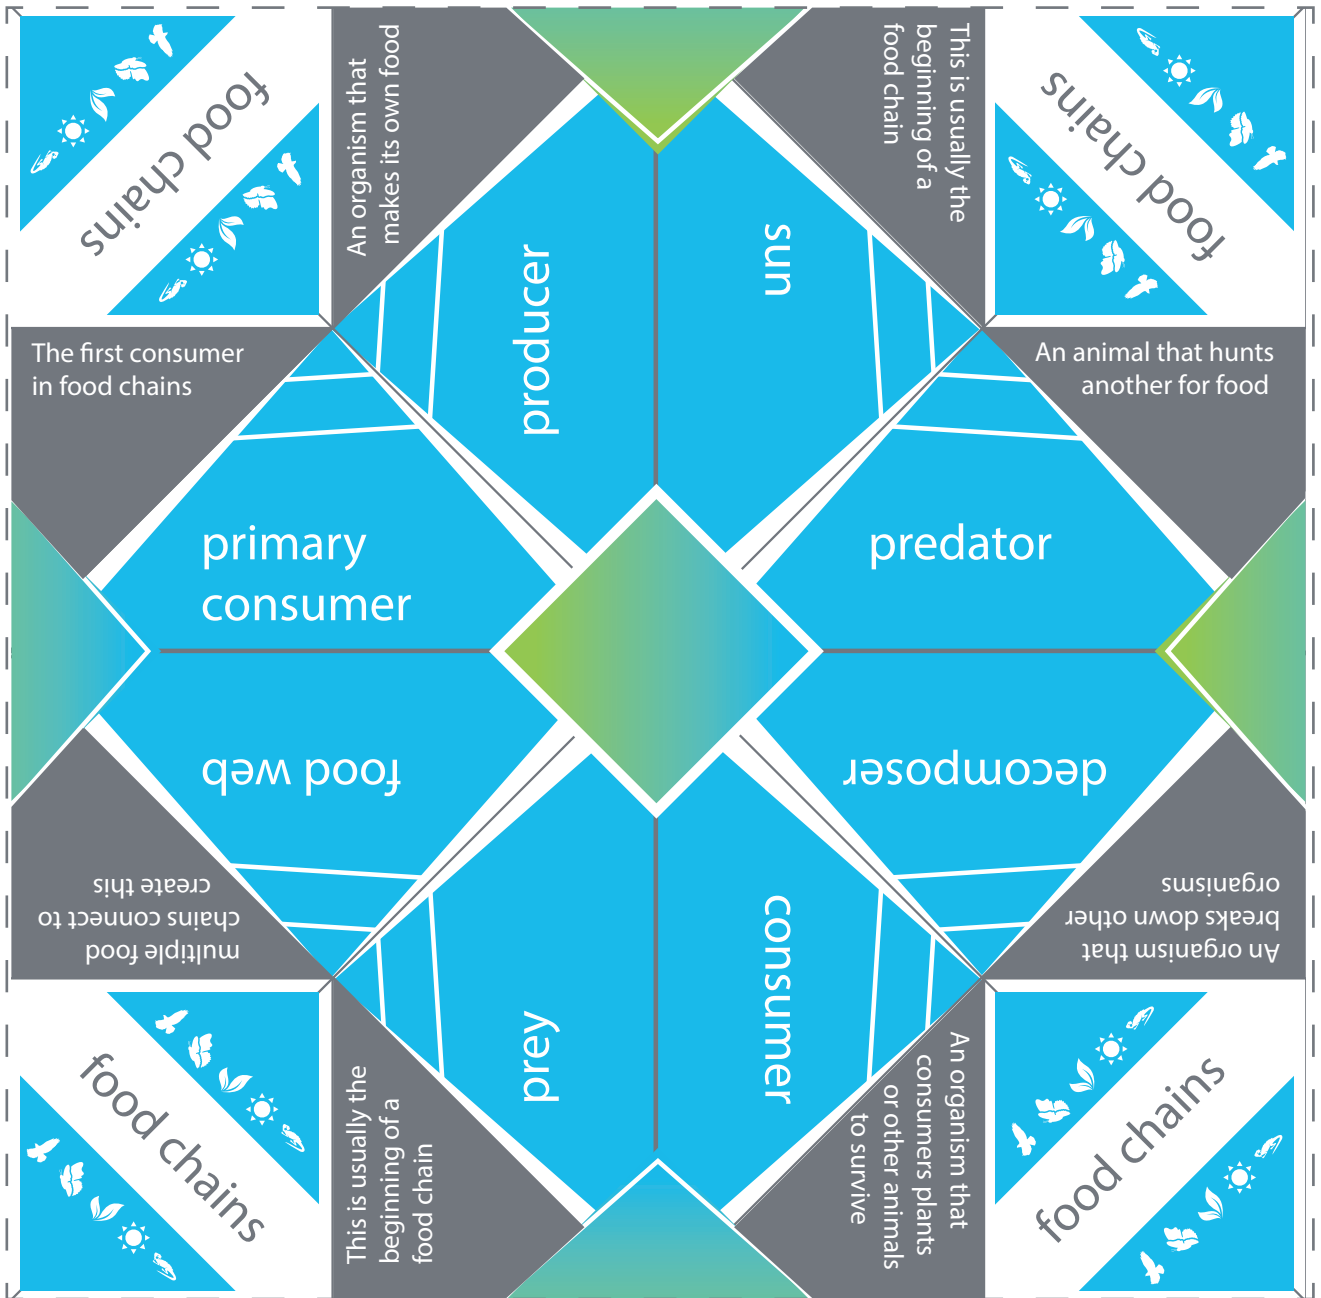 food chains
An organism that
makes its own food
This is usually the
beginning of a
food chain
food chains
food chains
The first consumer
in food chains
producer
sun
An animal that hunts
another for food
primary
consumer
predator
food web
decomposer
multiple food
chains connect to
create this
prey
consumer
An organism that
breaks down other
organisms
food chains
This is usually the
beginning of a
food chain
An organism that
consumers plants
or other animals
to survive
food chains